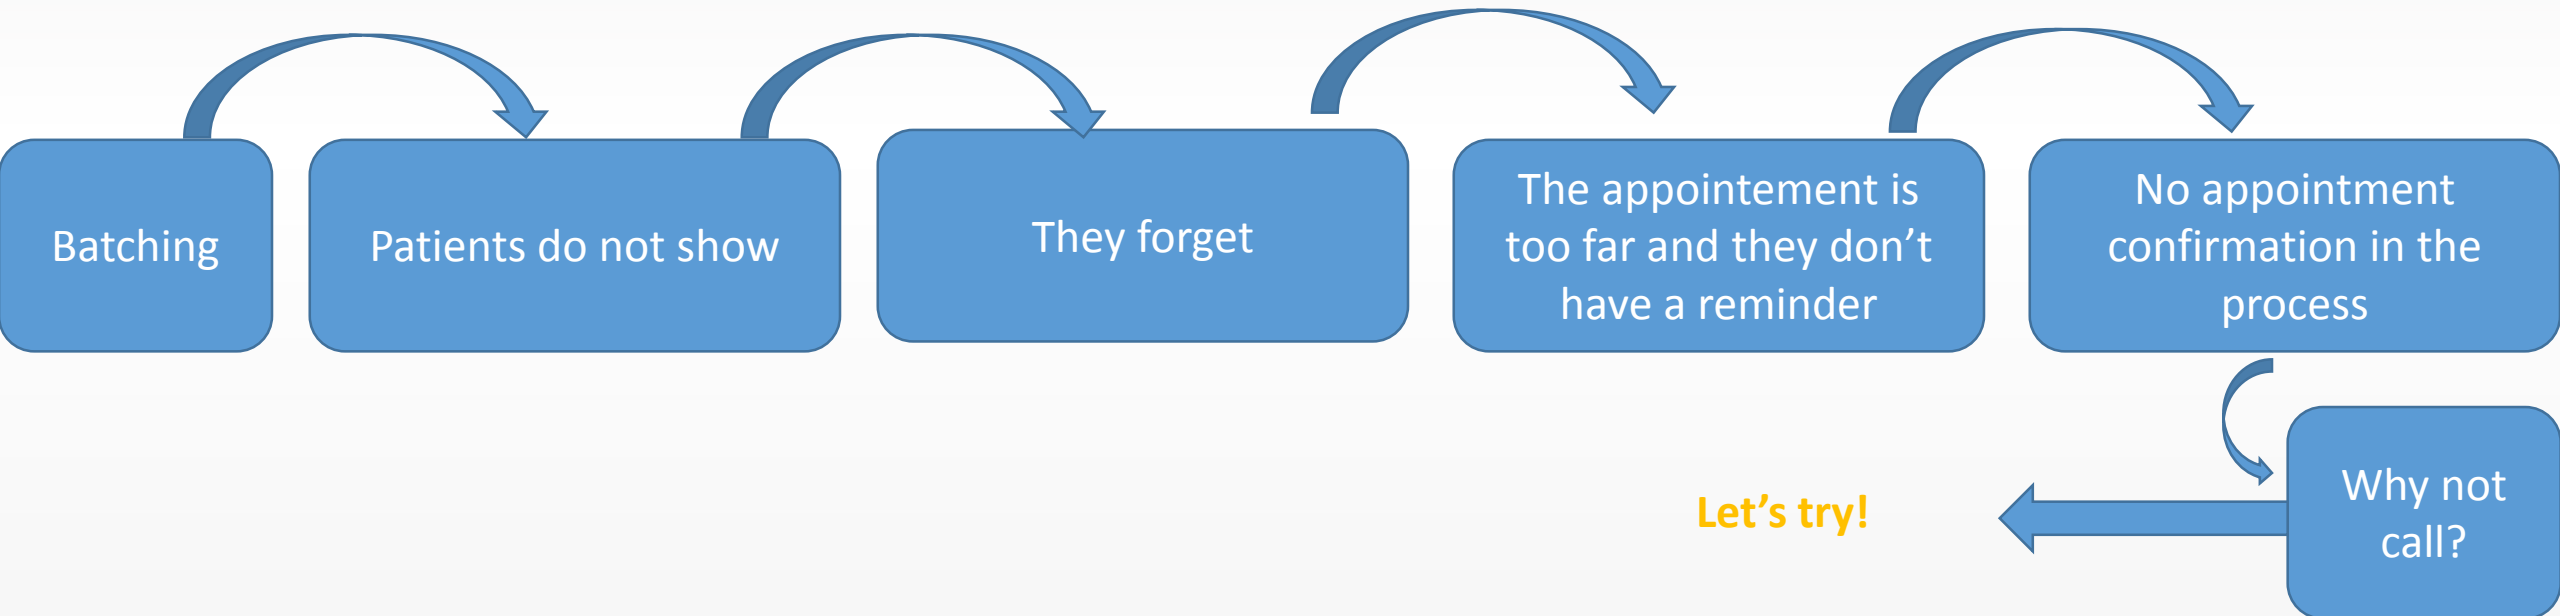 Batching
Patients do not show
They forget
The appointement is
too far and they don’t
have a reminder
No appointment
confirmation in the
process
Why not
call?
Let’s try!